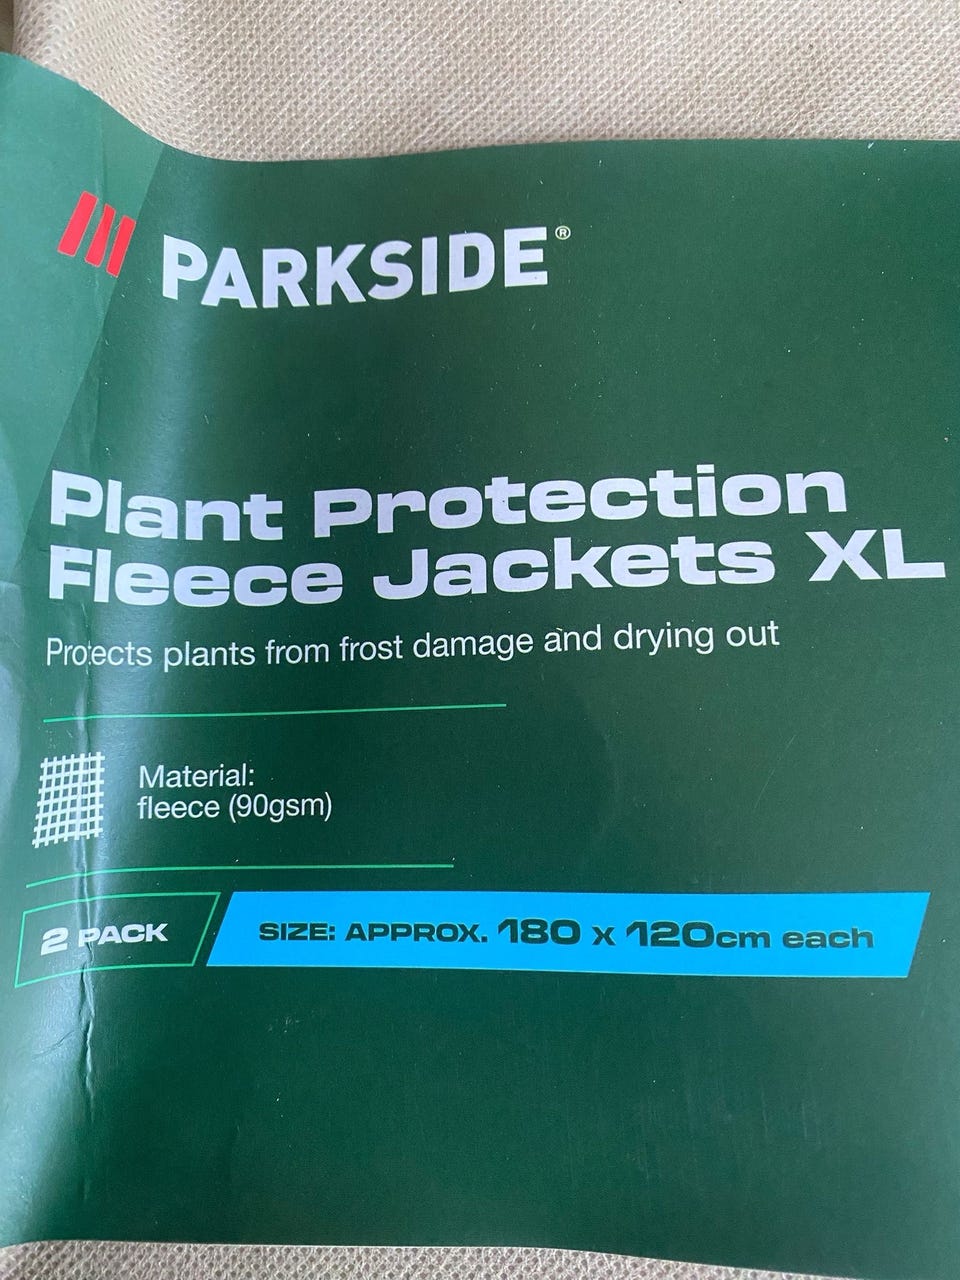 PARKSIDE®
Plant Protection
Fleece Jackets XL
Protects plants from frost damage and drying out
Material:
fleece (90gsm)
2 PACK
SIZE: APPROX. 180 x 120cm each